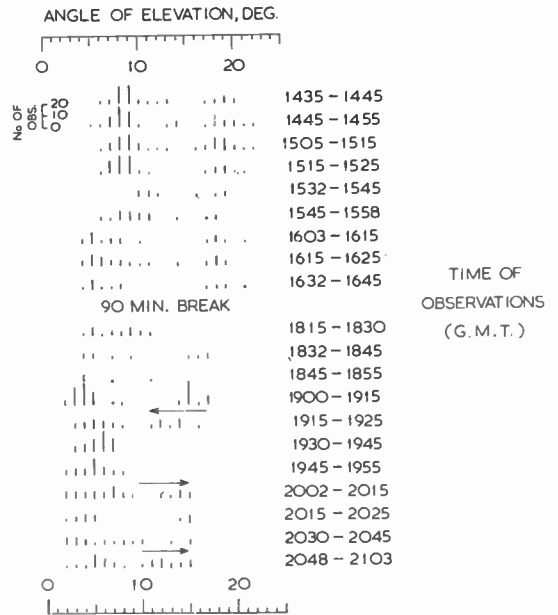 ANGLE OF ELEVATION, DEG.
0 10 20
No OF OBS. 20 10 0
1435-1445
1445-1455
1505-1515
1515-1525
1532-1545
1545-1558
1603-1615
1615-1625
1632-1645
90 MIN. BREAK
TIME OF
OBSERVATIONS
(G.M.T.)
1815-1830
1832-1845
1845-1855
1900-1915
1915-1925
1930-1945
1945-1955
2002-2015
2015-2025
2030-2045
2048-2103
0 10 20